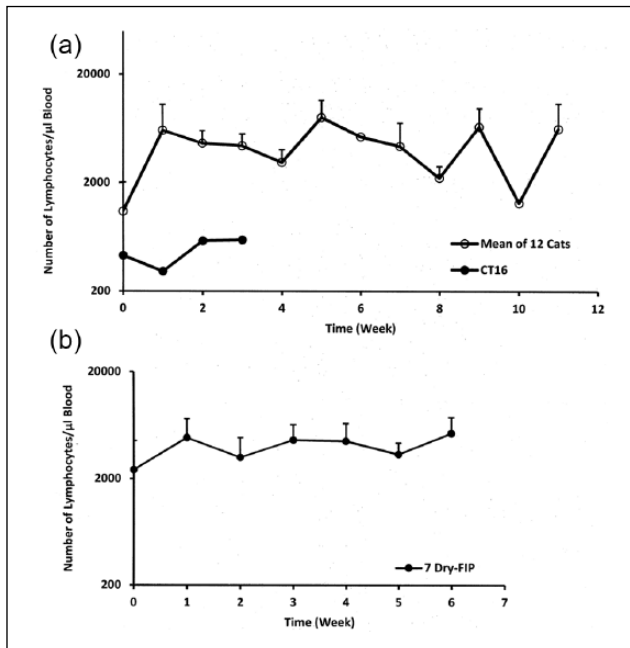 (a)
Number of Lymphocytes/µl Blood
20000
2000
200
Mean of 12 Cats
CT16
0 2 4 6 8 10 12
Time (Week)
(b)
Number of Lymphocytes/µl Blood
20000
2000
200
7 Dry-FIP
0 1 2 3 4 5 6 7
Time (Week)